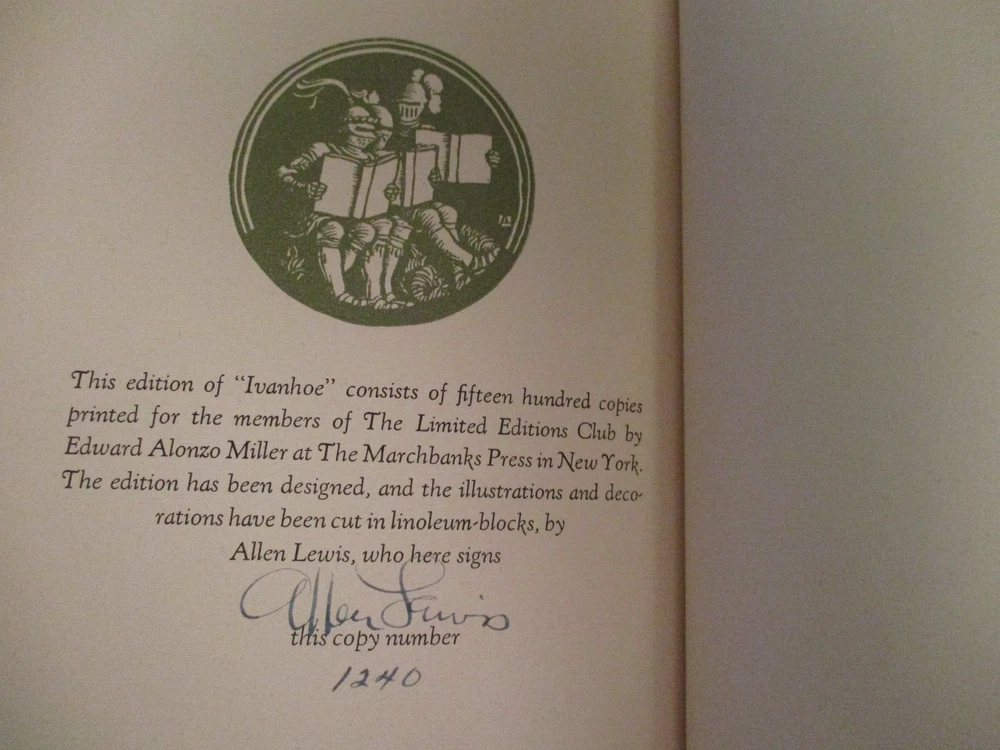 This edition of “Ivanhoe” consists of fifteen hundred copies
printed for the members of The Limited Editions Club by
Edward Alonzo Miller at The Marchbanks Press in New York.
The edition has been designed, and the illustrations and deco-
rations have been cut in linoleum-blocks, by
Allen Lewis, who here signs
Allen Lewis
this copy number
1240